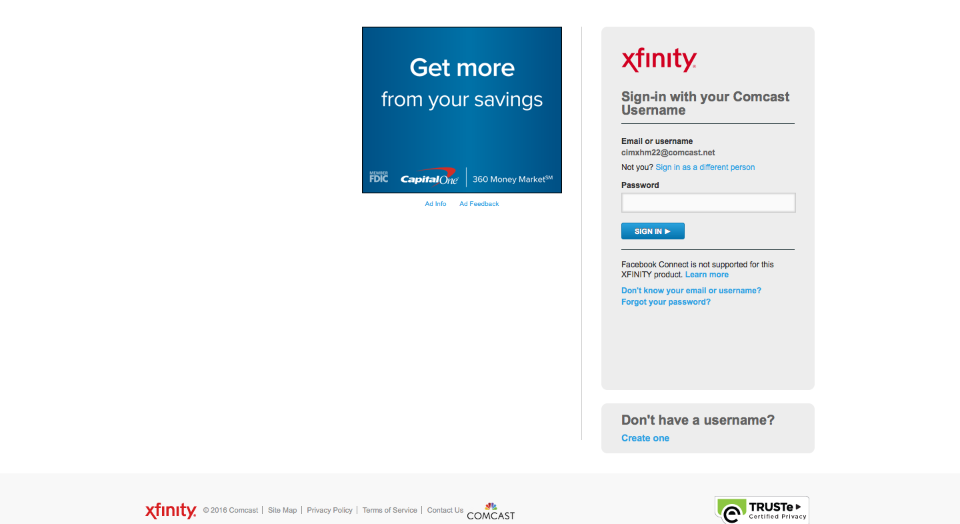 Get more
from your savings
MEMBER
FDIC
Capital One
360 Money Market℠
Ad Info
Ad Feedback
xfinity
Sign-in with your Comcast
Username
Email or username
cimxhm22@comcast.net
Not you? Sign in as a different person
Password
SIGN IN ►
Facebook Connect is not supported for this
XFINITY product. Learn more
Don't know your email or username?
Forgot your password?
Don't have a username?
Create one
xfinity. © 2016 Comcast | Site Map | Privacy Policy | Terms of Service | Contact Us COMCAST
TRUSTe ►
Certified Privacy